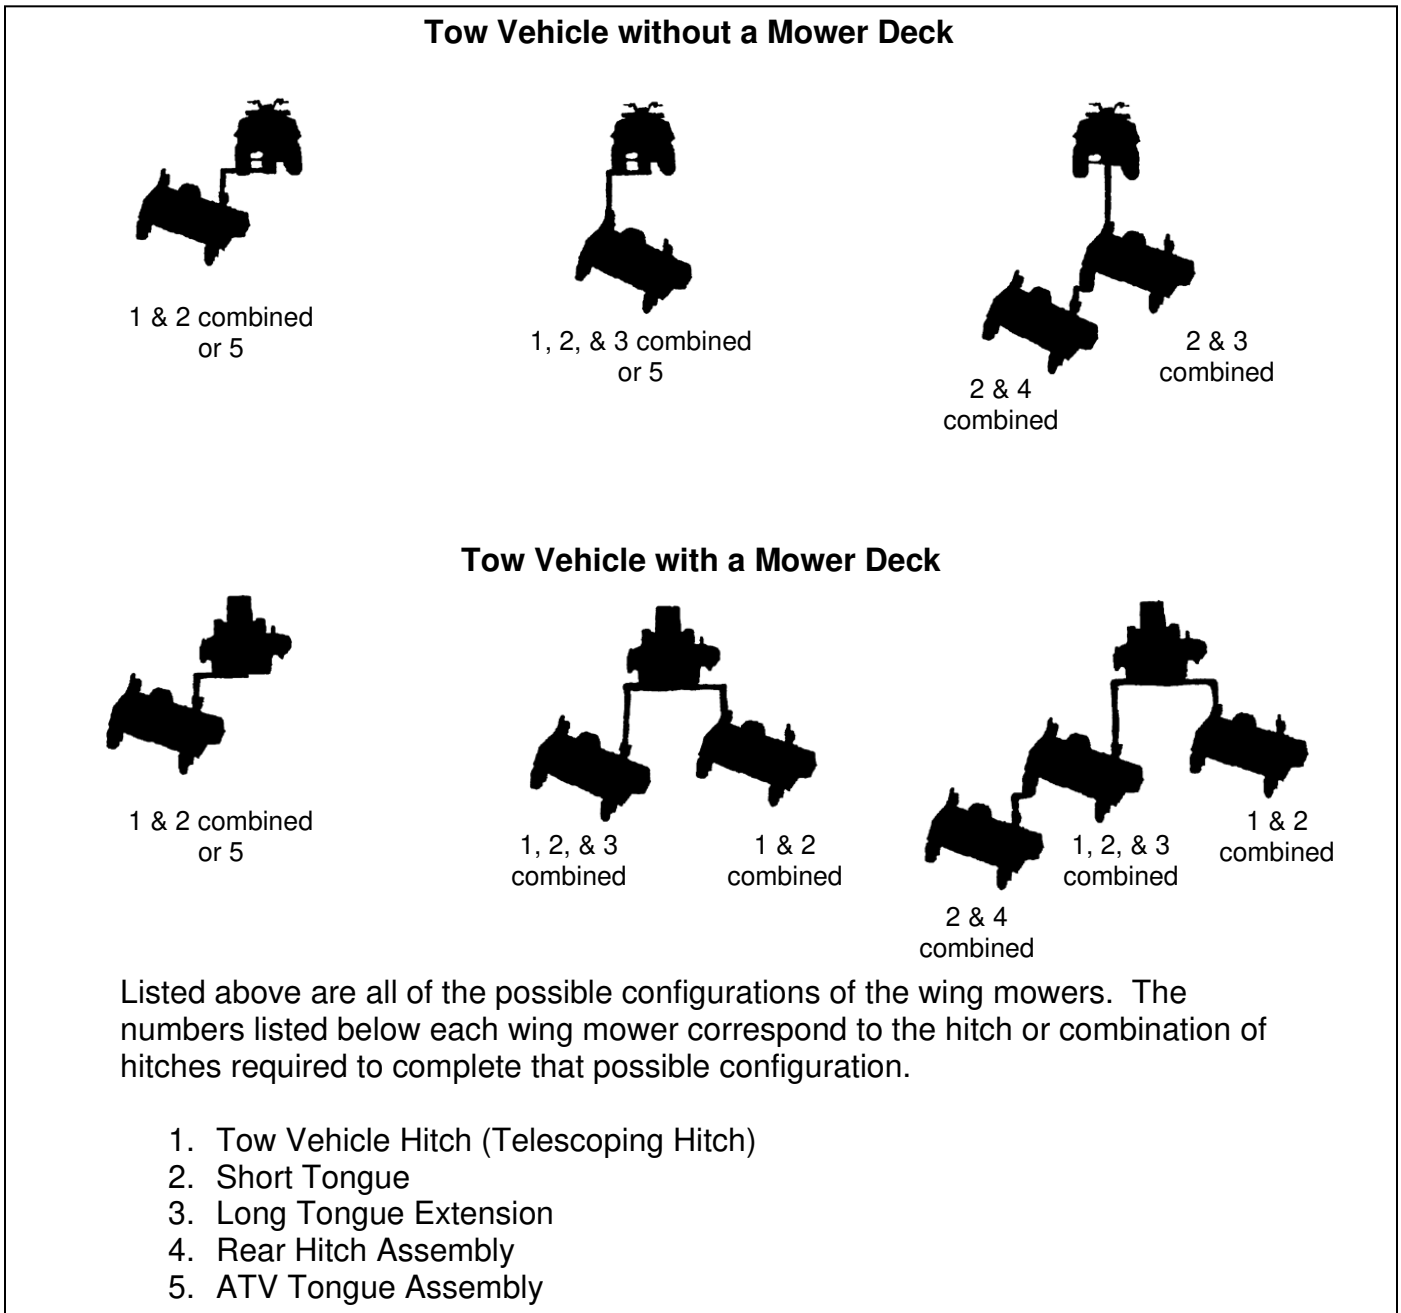 Tow Vehicle without a Mower Deck
1 & 2 combined
or 5
1, 2, & 3 combined
or 5
2 & 4
combined
2 & 3
combined
Tow Vehicle with a Mower Deck
1 & 2 combined
or 5
1, 2, & 3
combined
1 & 2
combined
2 & 4
combined
1, 2, & 3
combined
1 & 2
combined
Listed above are all of the possible configurations of the wing mowers. The
numbers listed below each wing mower correspond to the hitch or combination of
hitches required to complete that possible configuration.
1. Tow Vehicle Hitch (Telescoping Hitch)
2. Short Tongue
3. Long Tongue Extension
4. Rear Hitch Assembly
5. ATV Tongue Assembly